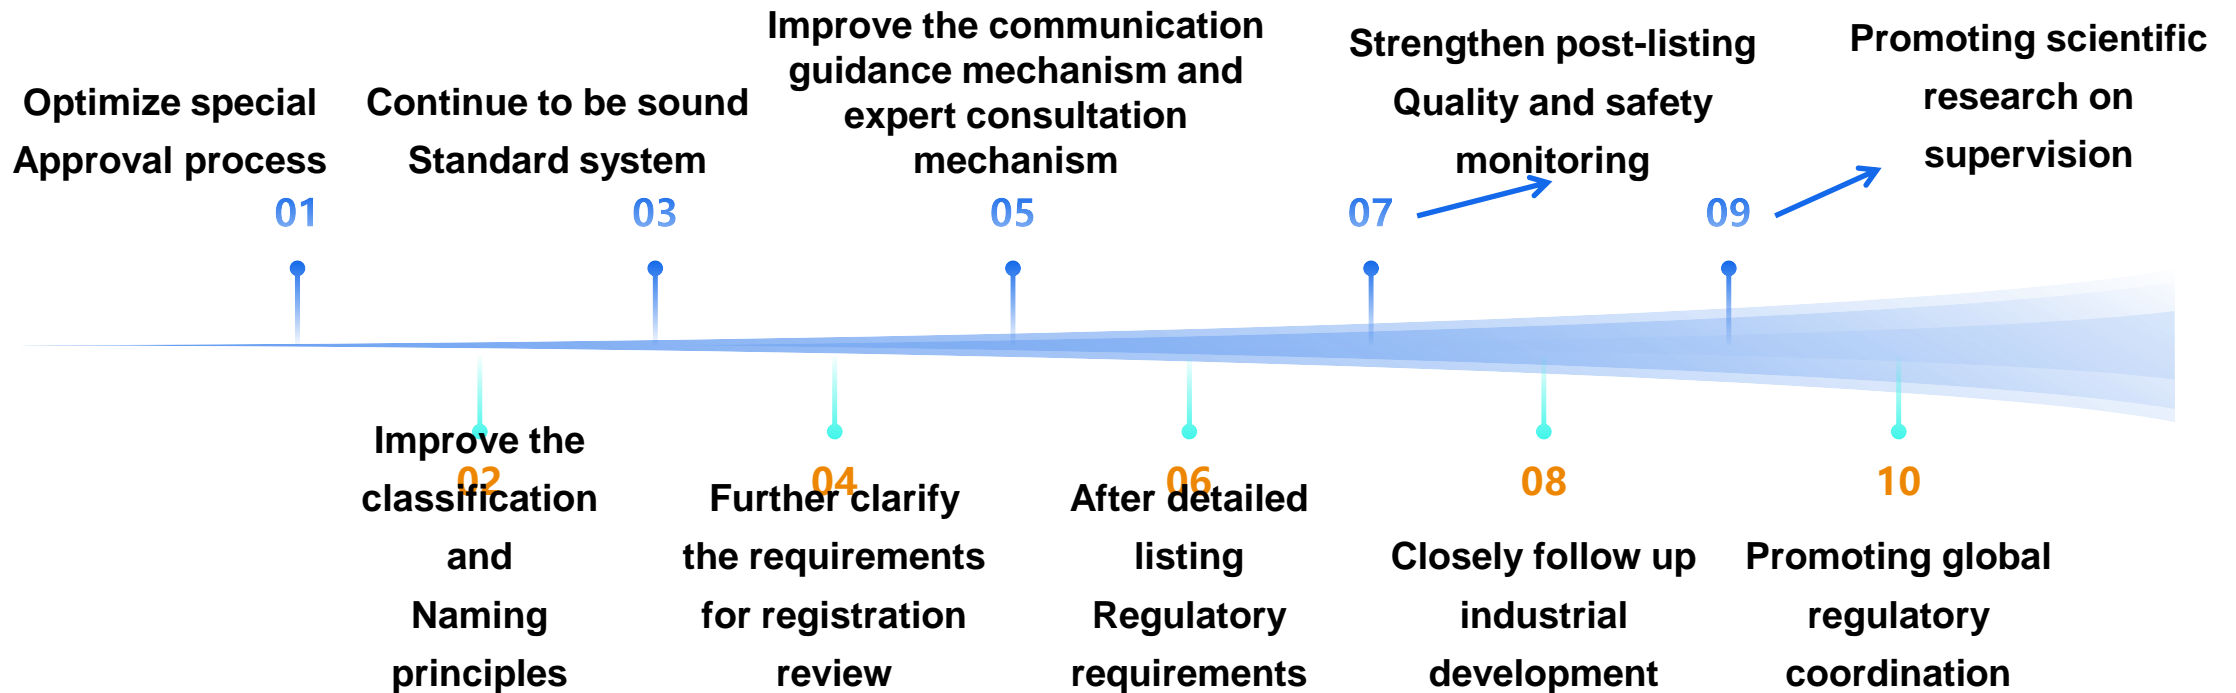 Optimize special
Approval process
01
Improve the
02
classification
and
Naming
principles
Continue to be sound
Standard system
03
04
Further clarify
the requirements
for registration
review
Improve the communication
guidance mechanism and
expert consultation
mechanism
05
06
After detailed
listing
Regulatory
requirements
Strengthen post-listing
Quality and safety
monitoring
07
08
Closely follow up
industrial
development
Promoting scientific
research on
supervision
09
10
Promoting global
regulatory
coordination